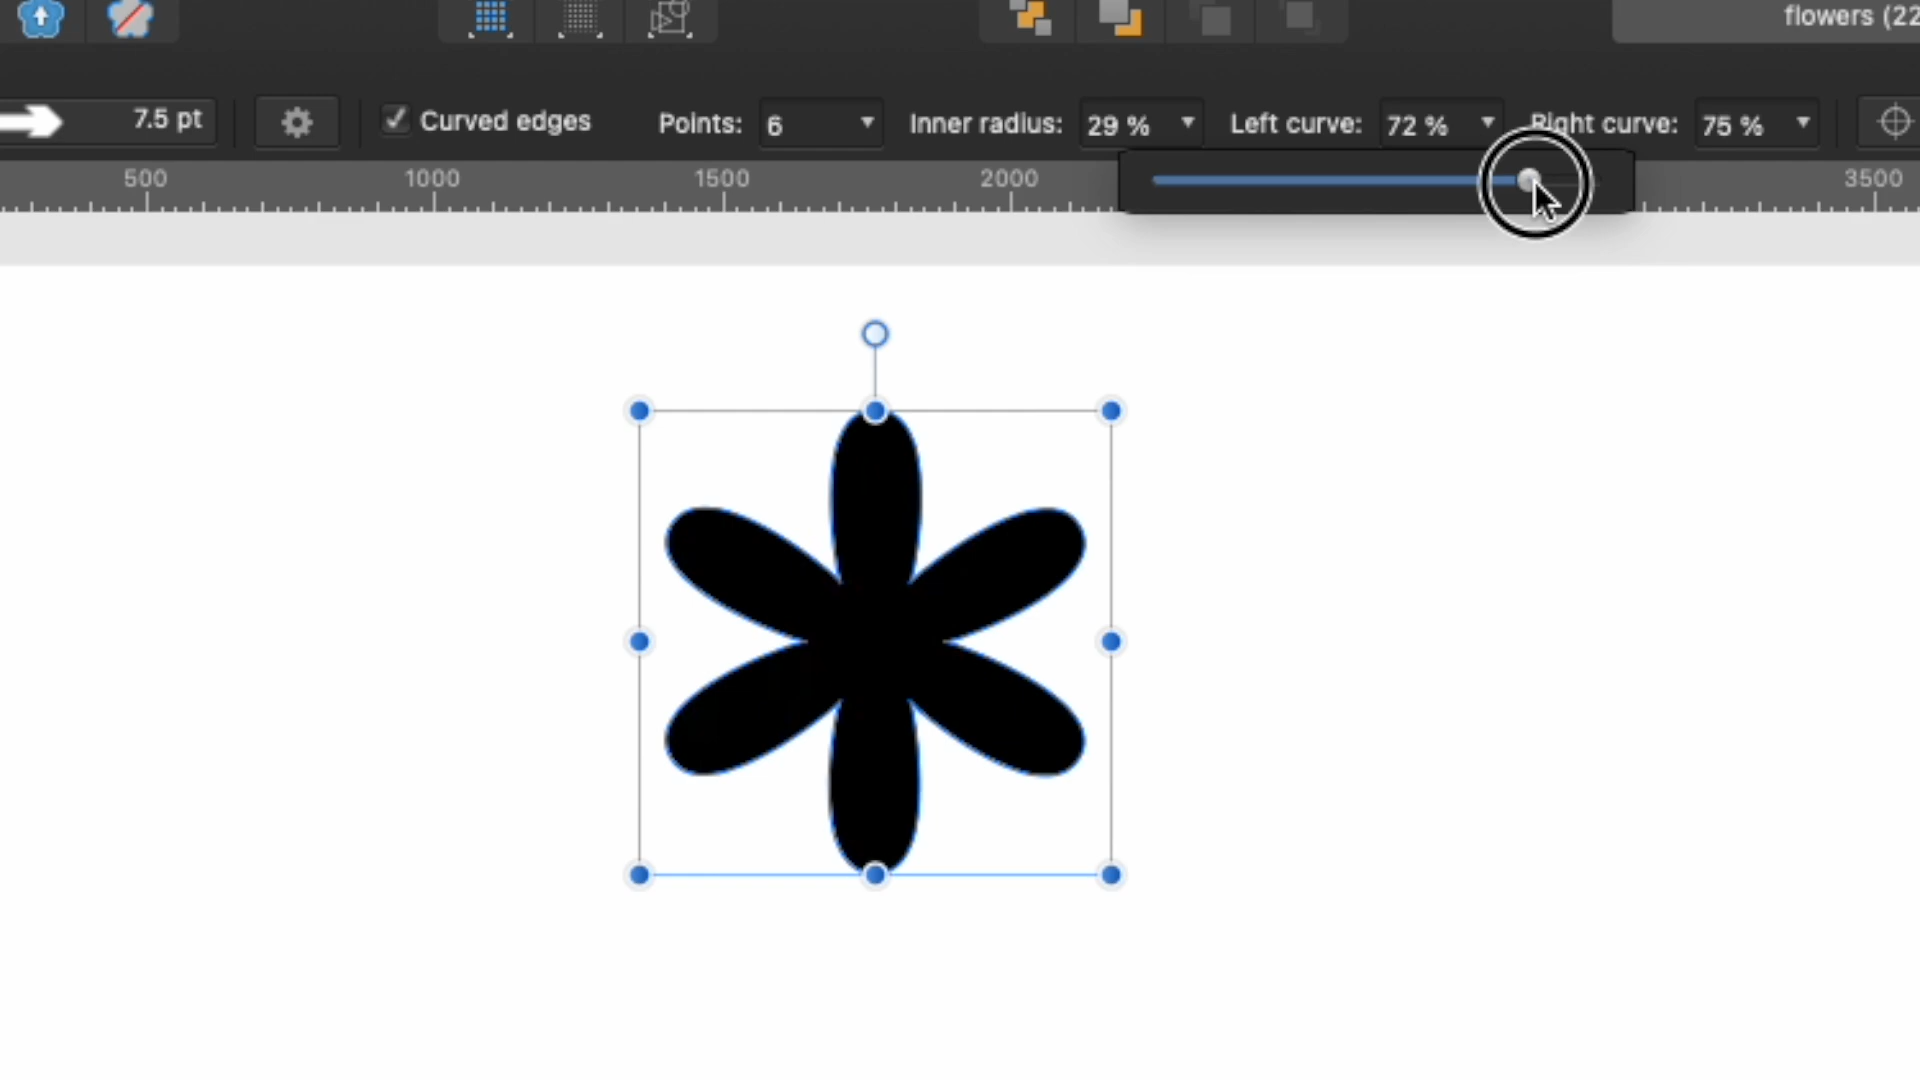 flowers (22
7.5 pt Curved edges Points: 6 Inner radius: 29 % Left curve: 72 % Right curve: 75 %
500 1000 1500 2000 3500